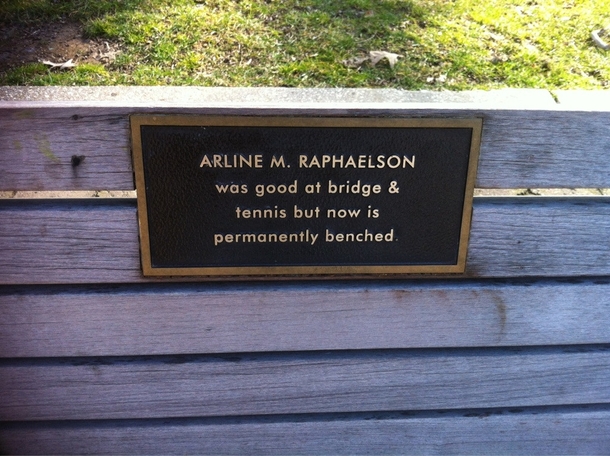 ARLINE M. RAPHAELSON
was good at bridge &
tennis but now is
permanently benched.